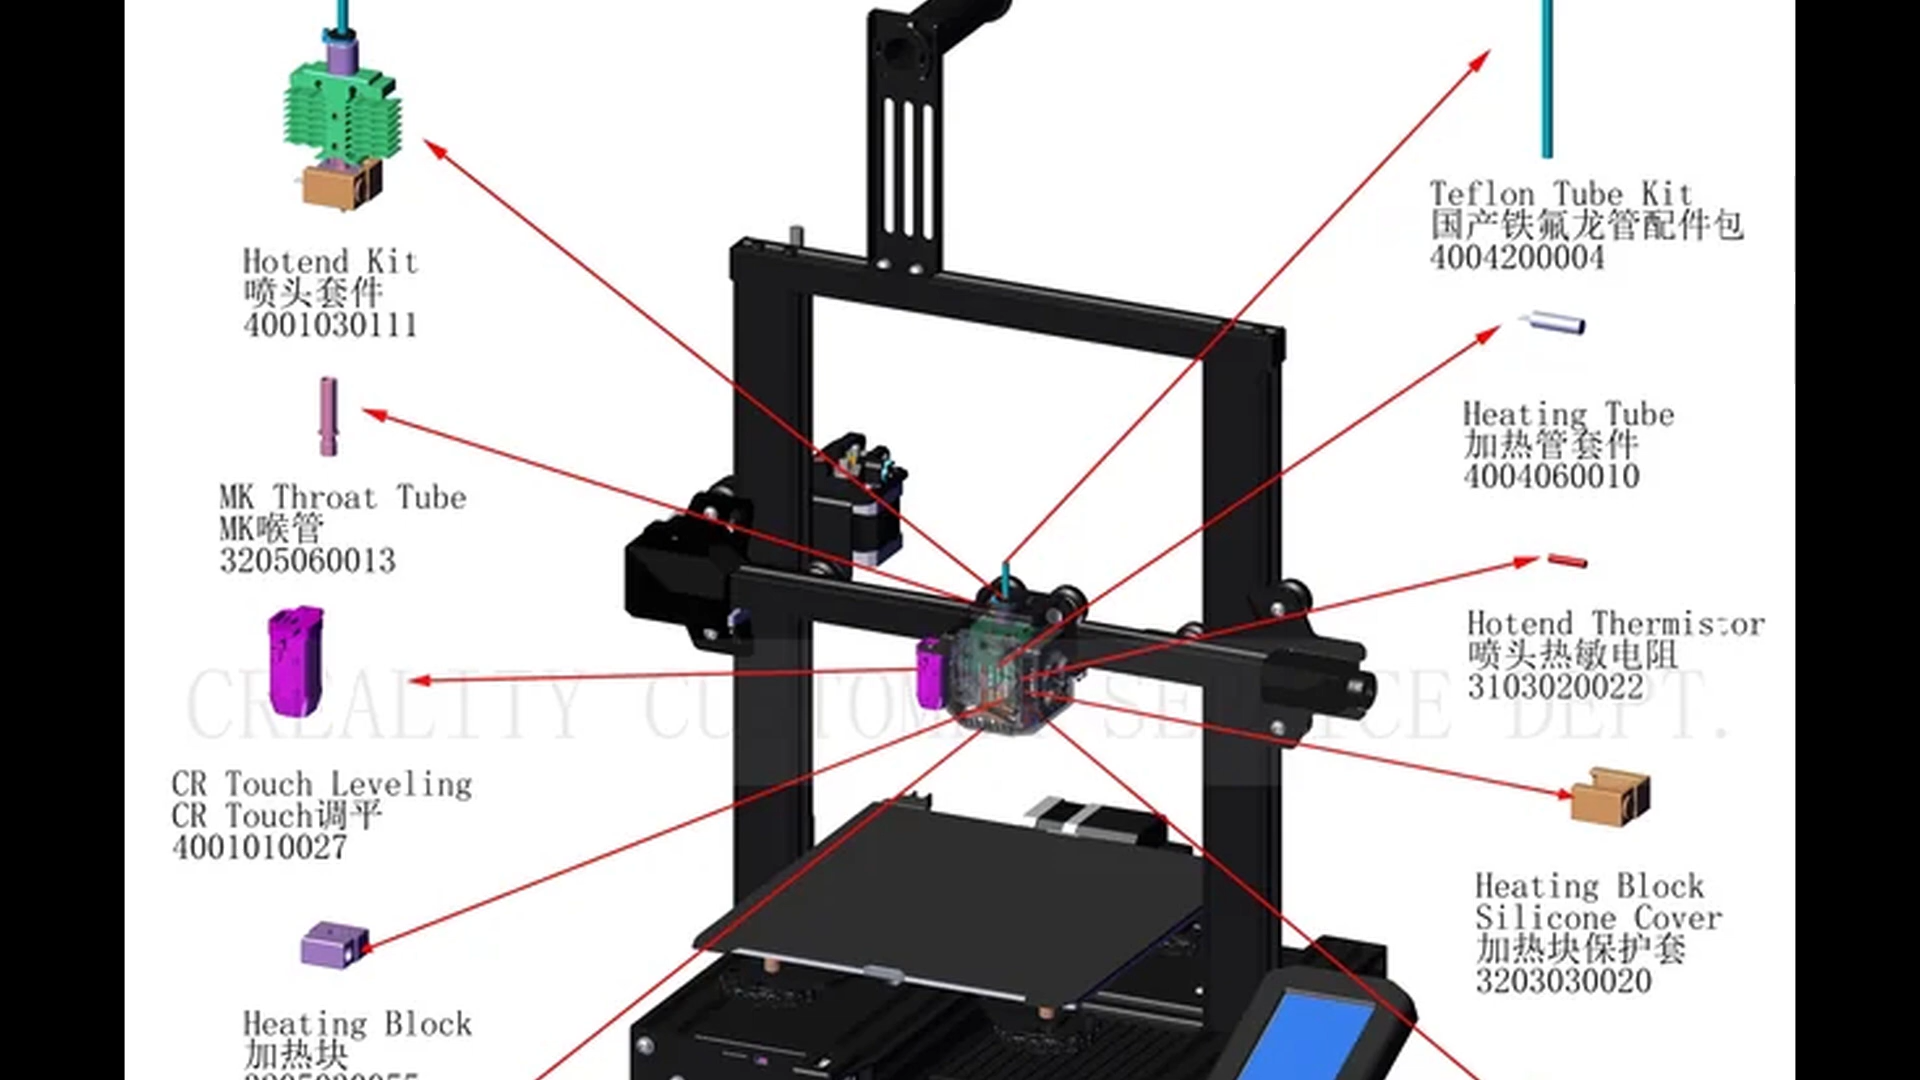 Hotend Kit
喷头套件
4001030111
MK Throat Tube
MK喉管
3205060013
CR Touch Leveling
CR Touch调平
4001010027
Heating Block
加热块
Teflon Tube Kit
国产铁氟龙管配件包
4004200004
Heating Tube
加热管套件
4004060010
Hotend Thermistor
喷头热敏电阻
3103020022
Heating Block
Silicone Cover
加热块保护套
3203030020
CREALITY CUSTOMER SERVICE DEPT.